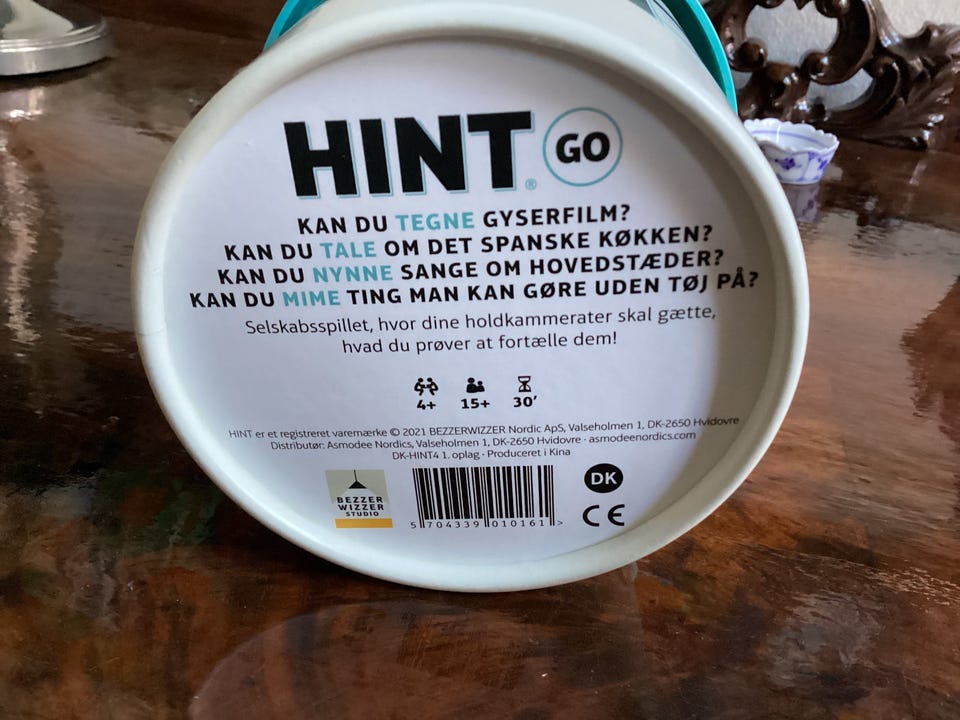 HINT® GO
KAN DU TEGNE GYSERFILM?
KAN DU TALE OM DET SPANSKE KØKKEN?
KAN DU NYNNE SANGE OM HOVEDSTÆDER?
KAN DU MIME TING MAN KAN GØRE UDEN TØJ PÅ?
Selskabsspillet, hvor dine holdkammerater skal gætte,
hvad du prøver at fortælle dem!
4+ 15+ 30’
HINT er et registreret varemærke © 2021 BEZZERWIZZER Nordic ApS, Valseholmen 1, DK-2650 Hvidovre
Distributør: Asmodee Nordics, Valseholmen 1, DK-2650 Hvidovre · asmodeenordics.com
DK-HINT4 1. oplag · Produceret i Kina
BEZZER
WIZZER
STUDIO
5 704339 010161 >
DK
CE